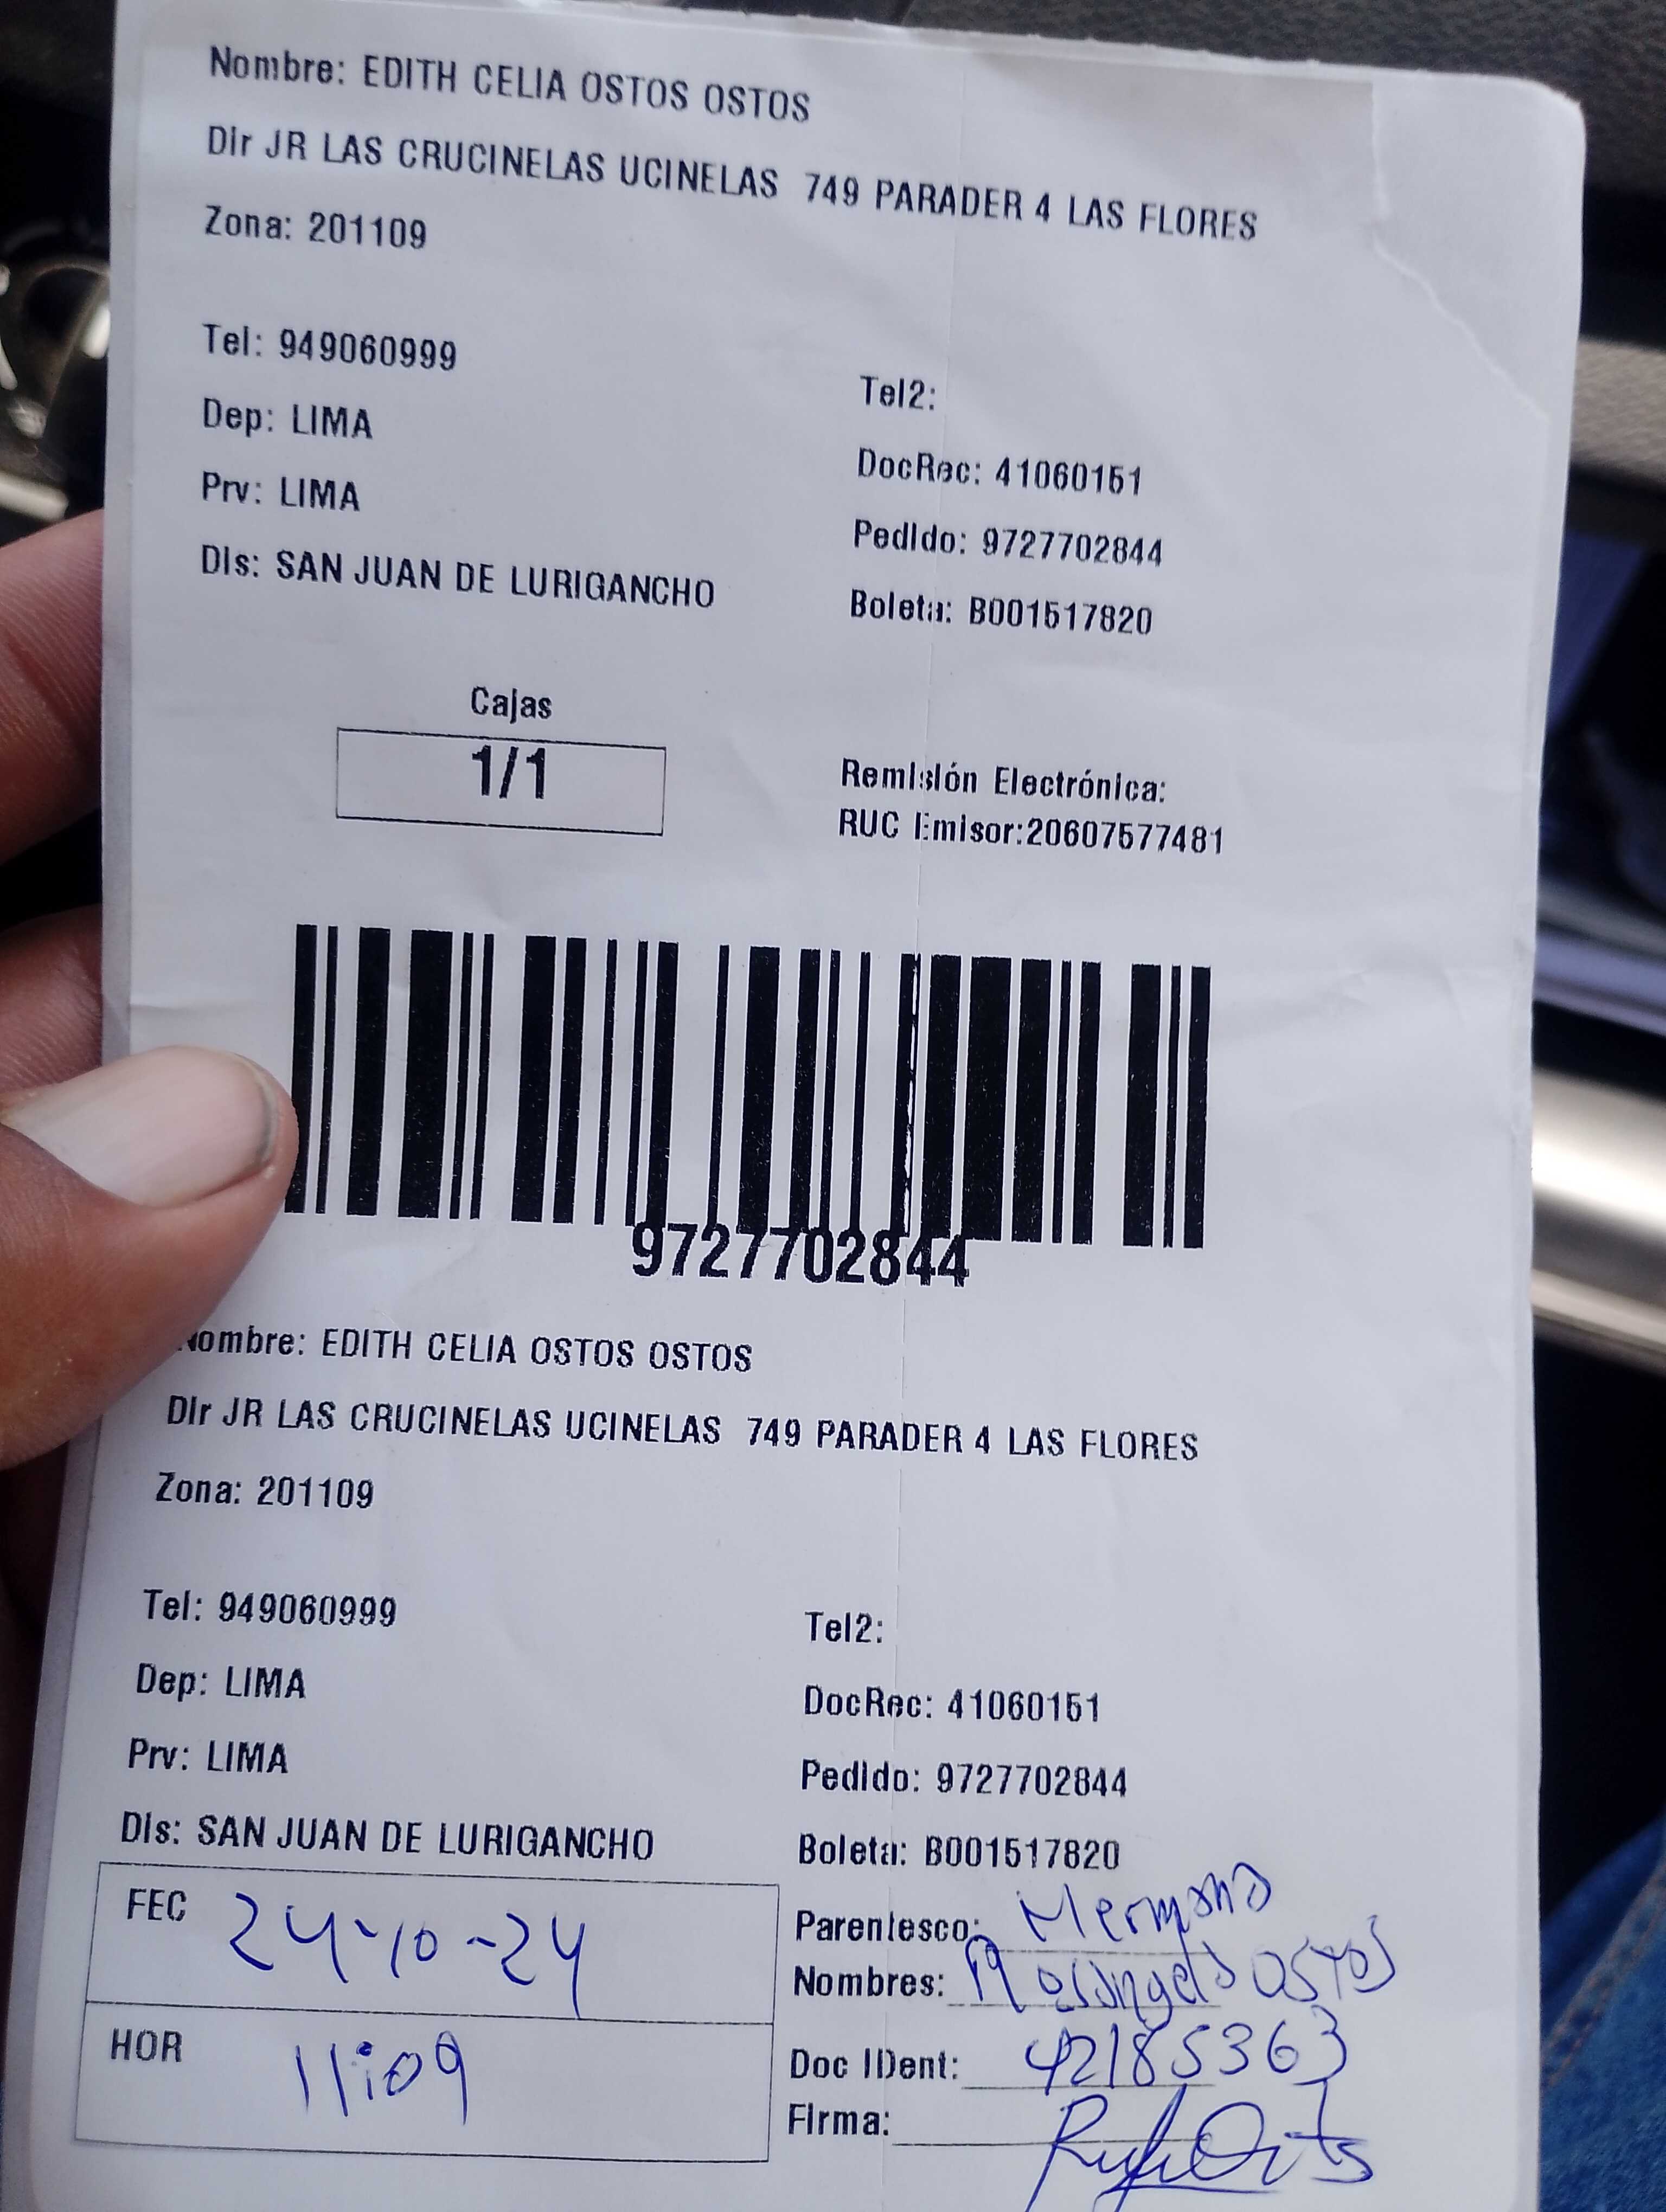 Nombre: EDITH CELIA OSTOS OSTOS
Dir JR LAS CRUCINELAS UCINELAS 749 PARADER 4 LAS FLORES
Zona: 201109
Tel: 949060999
Tel2:
Dep: LIMA
DocRec: 41060151
Prv: LIMA
Pedido: 9727702844
Dis: SAN JUAN DE LURIGANCHO
Boleta: B001517820
Cajas
1/1
Remisión Electrónica:
RUC Emisor:20607577481
9727702844
Nombre: EDITH CELIA OSTOS OSTOS
Dir JR LAS CRUCINELAS UCINELAS 749 PARADER 4 LAS FLORES
Zona: 201109
Tel: 949060999
Tel2:
Dep: LIMA
DocRec: 41060151
Prv: LIMA
Pedido: 9727702844
Dis: SAN JUAN DE LURIGANCHO
Boleta: B001517820
FEC 24-10-24
Parentesco: Hermana
Nombres: Ostos
HOR 11:09
Doc IDent: 42185363
Firma: